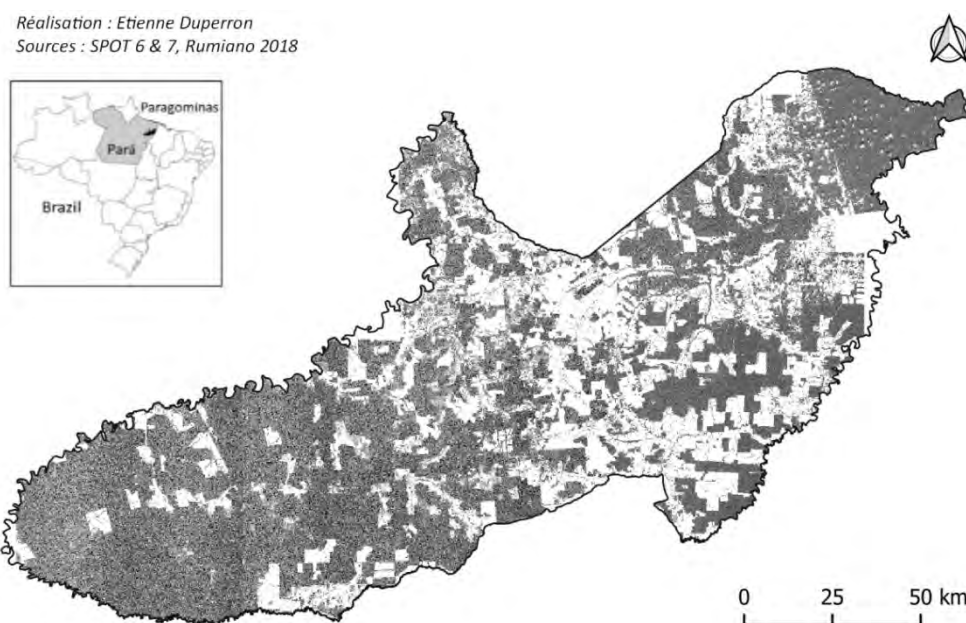 Réalisation : Etienne Duperron
Sources : SPOT 6 & 7, Rumiano 2018
Paragominas
Pará
Brazil
0 25 50 km